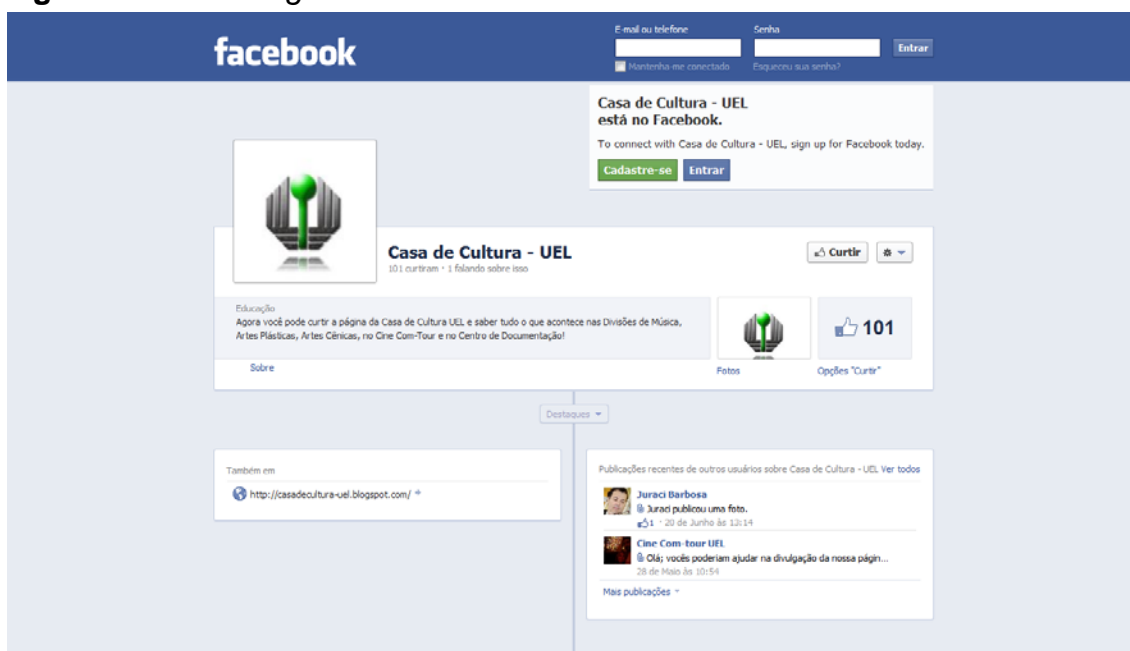 facebook
E-mail ou telefone
Senha
Entrar
Mantenha-me conectado
Esqueceu sua senha?
Casa de Cultura - UEL
está no Facebook.
To connect with Casa de Cultura - UEL, sign up for Facebook today.
Cadastre-se
Entrar
Casa de Cultura - UEL
101 curtiram · 1 falando sobre isso
Curtir
Educação
Agora você pode curtir a página da Casa de Cultura UEL e saber tudo o que acontece nas Divisões de Música,
Artes Plásticas, Artes Cênicas, no Cine Com-Tour e no Centro de Documentação!
101
Sobre
Fotos
Opções "Curtir"
Destaques
Também em
http://casadecultura-uel.blogspot.com/
Publicações recentes de outros usuários sobre Casa de Cultura - UEL Ver todos
Juraci Barbosa
Juraci publicou uma foto.
1 · 20 de Junho às 13:14
Cine Com-tour UEL
Olá; vocês poderiam ajudar na divulgação da nossa págin...
28 de Maio às 10:54
Mais publicações